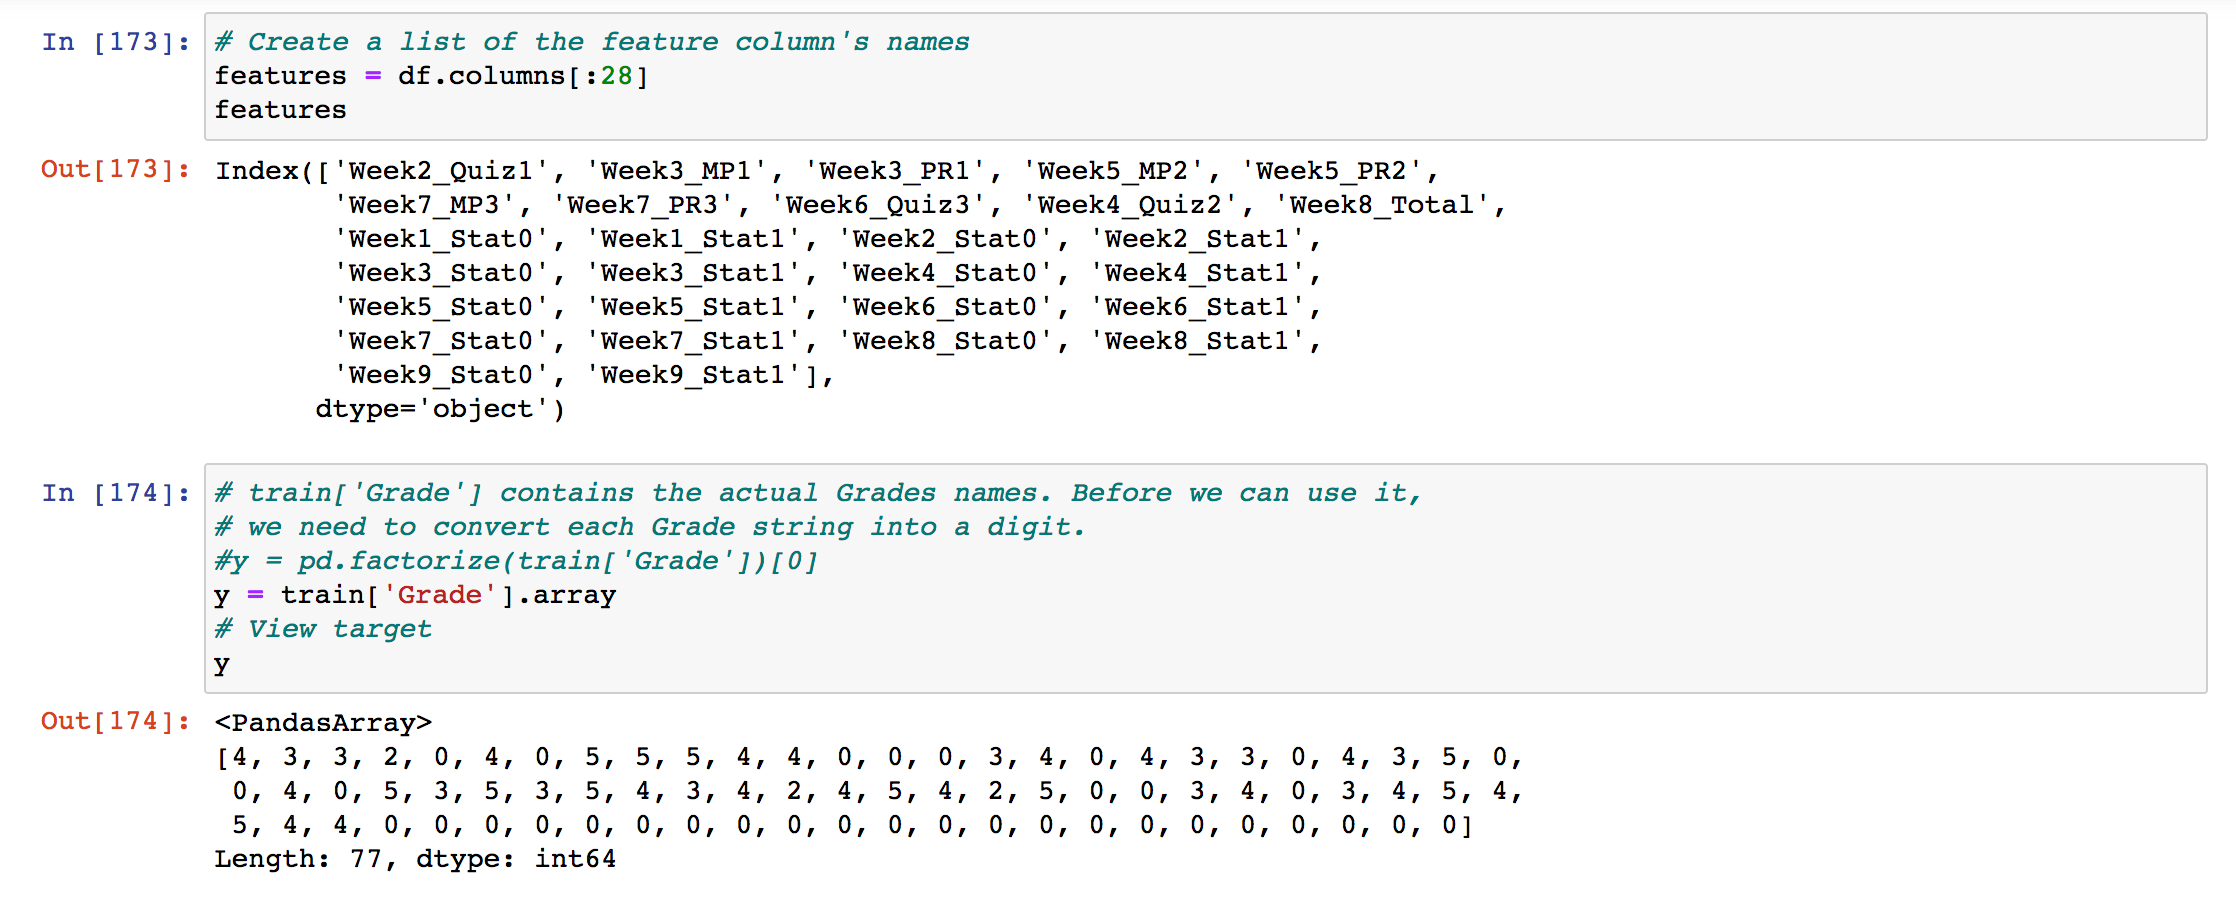 In [173]: # Create a list of the feature column's names
features = df.columns[:28]
features
Out[173]: Index(['Week2_Quiz1', 'Week3_MP1', 'Week3_PR1', 'Week5_MP2', 'Week5_PR2',
'Week7_MP3', 'Week7_PR3', 'Week6_Quiz3', 'Week4_Quiz2', 'Week8_Total',
'Week1_Stat0', 'Week1_Stat1', 'Week2_Stat0', 'Week2_Stat1',
'Week3_Stat0', 'Week3_Stat1', 'Week4_Stat0', 'Week4_Stat1',
'Week5_Stat0', 'Week5_Stat1', 'Week6_Stat0', 'Week6_Stat1',
'Week7_Stat0', 'Week7_Stat1', 'Week8_Stat0', 'Week8_Stat1',
'Week9_Stat0', 'Week9_Stat1'],
dtype='object')
In [174]: # train['Grade'] contains the actual Grades names. Before we can use it,
# we need to convert each Grade string into a digit.
#y = pd.factorize(train['Grade'])[0]
y = train['Grade'].array
# View target
y
Out[174]: <PandasArray>
[4, 3, 3, 2, 0, 4, 0, 5, 5, 5, 4, 4, 0, 0, 0, 3, 4, 0, 4, 3, 3, 0, 4, 3, 5, 0,
0, 4, 0, 5, 3, 5, 3, 5, 4, 3, 4, 2, 4, 5, 4, 2, 5, 0, 0, 3, 4, 0, 3, 4, 5, 4,
5, 4, 4, 0, 0, 0, 0, 0, 0, 0, 0, 0, 0, 0, 0, 0, 0, 0, 0, 0, 0, 0, 0, 0, 0]
Length: 77, dtype: int64